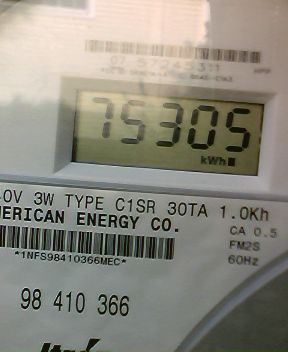 07
75305
kWh
0V 3W TYPE C1SR 30TA 1.0Kh
MERICAN ENERGY CO.
CA 0.5
FM2S
60Hz
*1NFS98410366MEC*
98 410 366